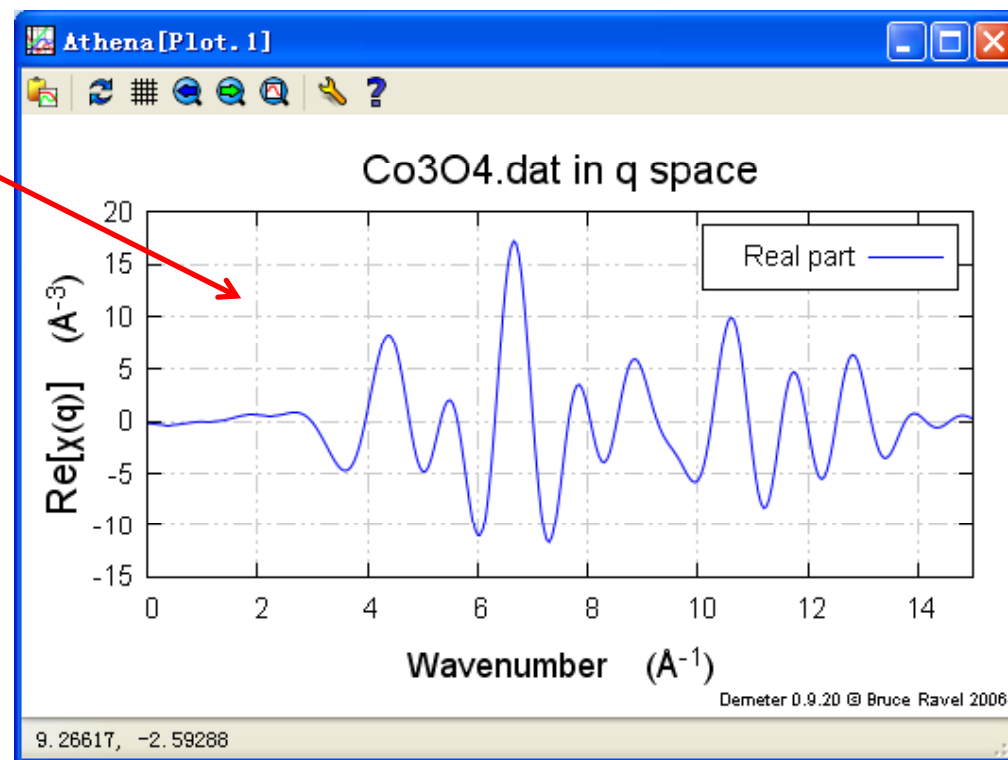 Athena[Plot.1]
?
Co3O4.dat in q space
Real part
20
15
10
5
0
-5
-10
-15
Re[χ(q)] (Å⁻³)
0 2 4 6 8 10 12 14
Wavenumber (Å⁻¹)
Demeter 0.9.20 © Bruce Ravel 2006
9.26617, -2.59288